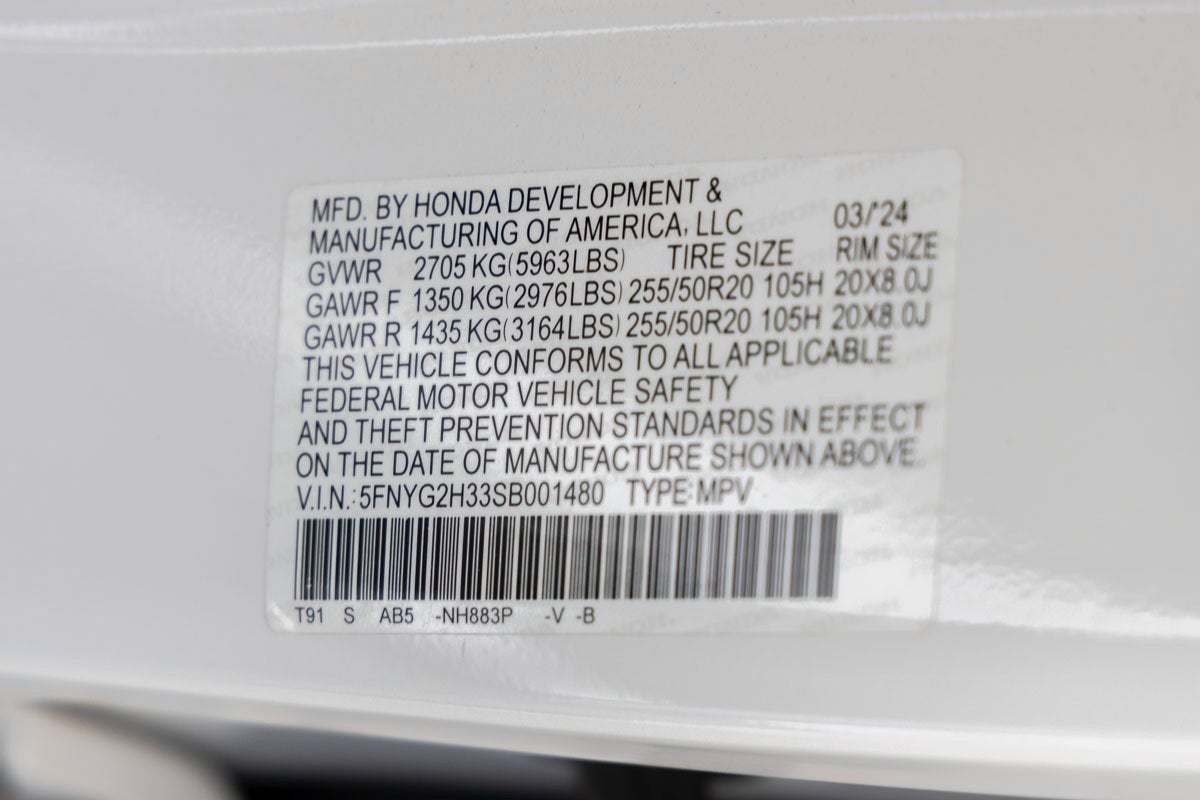 MFD. BY HONDA DEVELOPMENT &
MANUFACTURING OF AMERICA, LLC 03/'24
GVWR 2705 KG(5963LBS) TIRE SIZE RIM SIZE
GAWR F 1350 KG(2976LBS) 255/50R20 105H 20X8.0J
GAWR R 1435 KG(3164LBS) 255/50R20 105H 20X8.0J
THIS VEHICLE CONFORMS TO ALL APPLICABLE
FEDERAL MOTOR VEHICLE SAFETY
AND THEFT PREVENTION STANDARDS IN EFFECT
ON THE DATE OF MANUFACTURE SHOWN ABOVE.
V.I.N.: 5FNYG2H33SB001480 TYPE: MPV
T91 S AB5 -NH883P -V -B